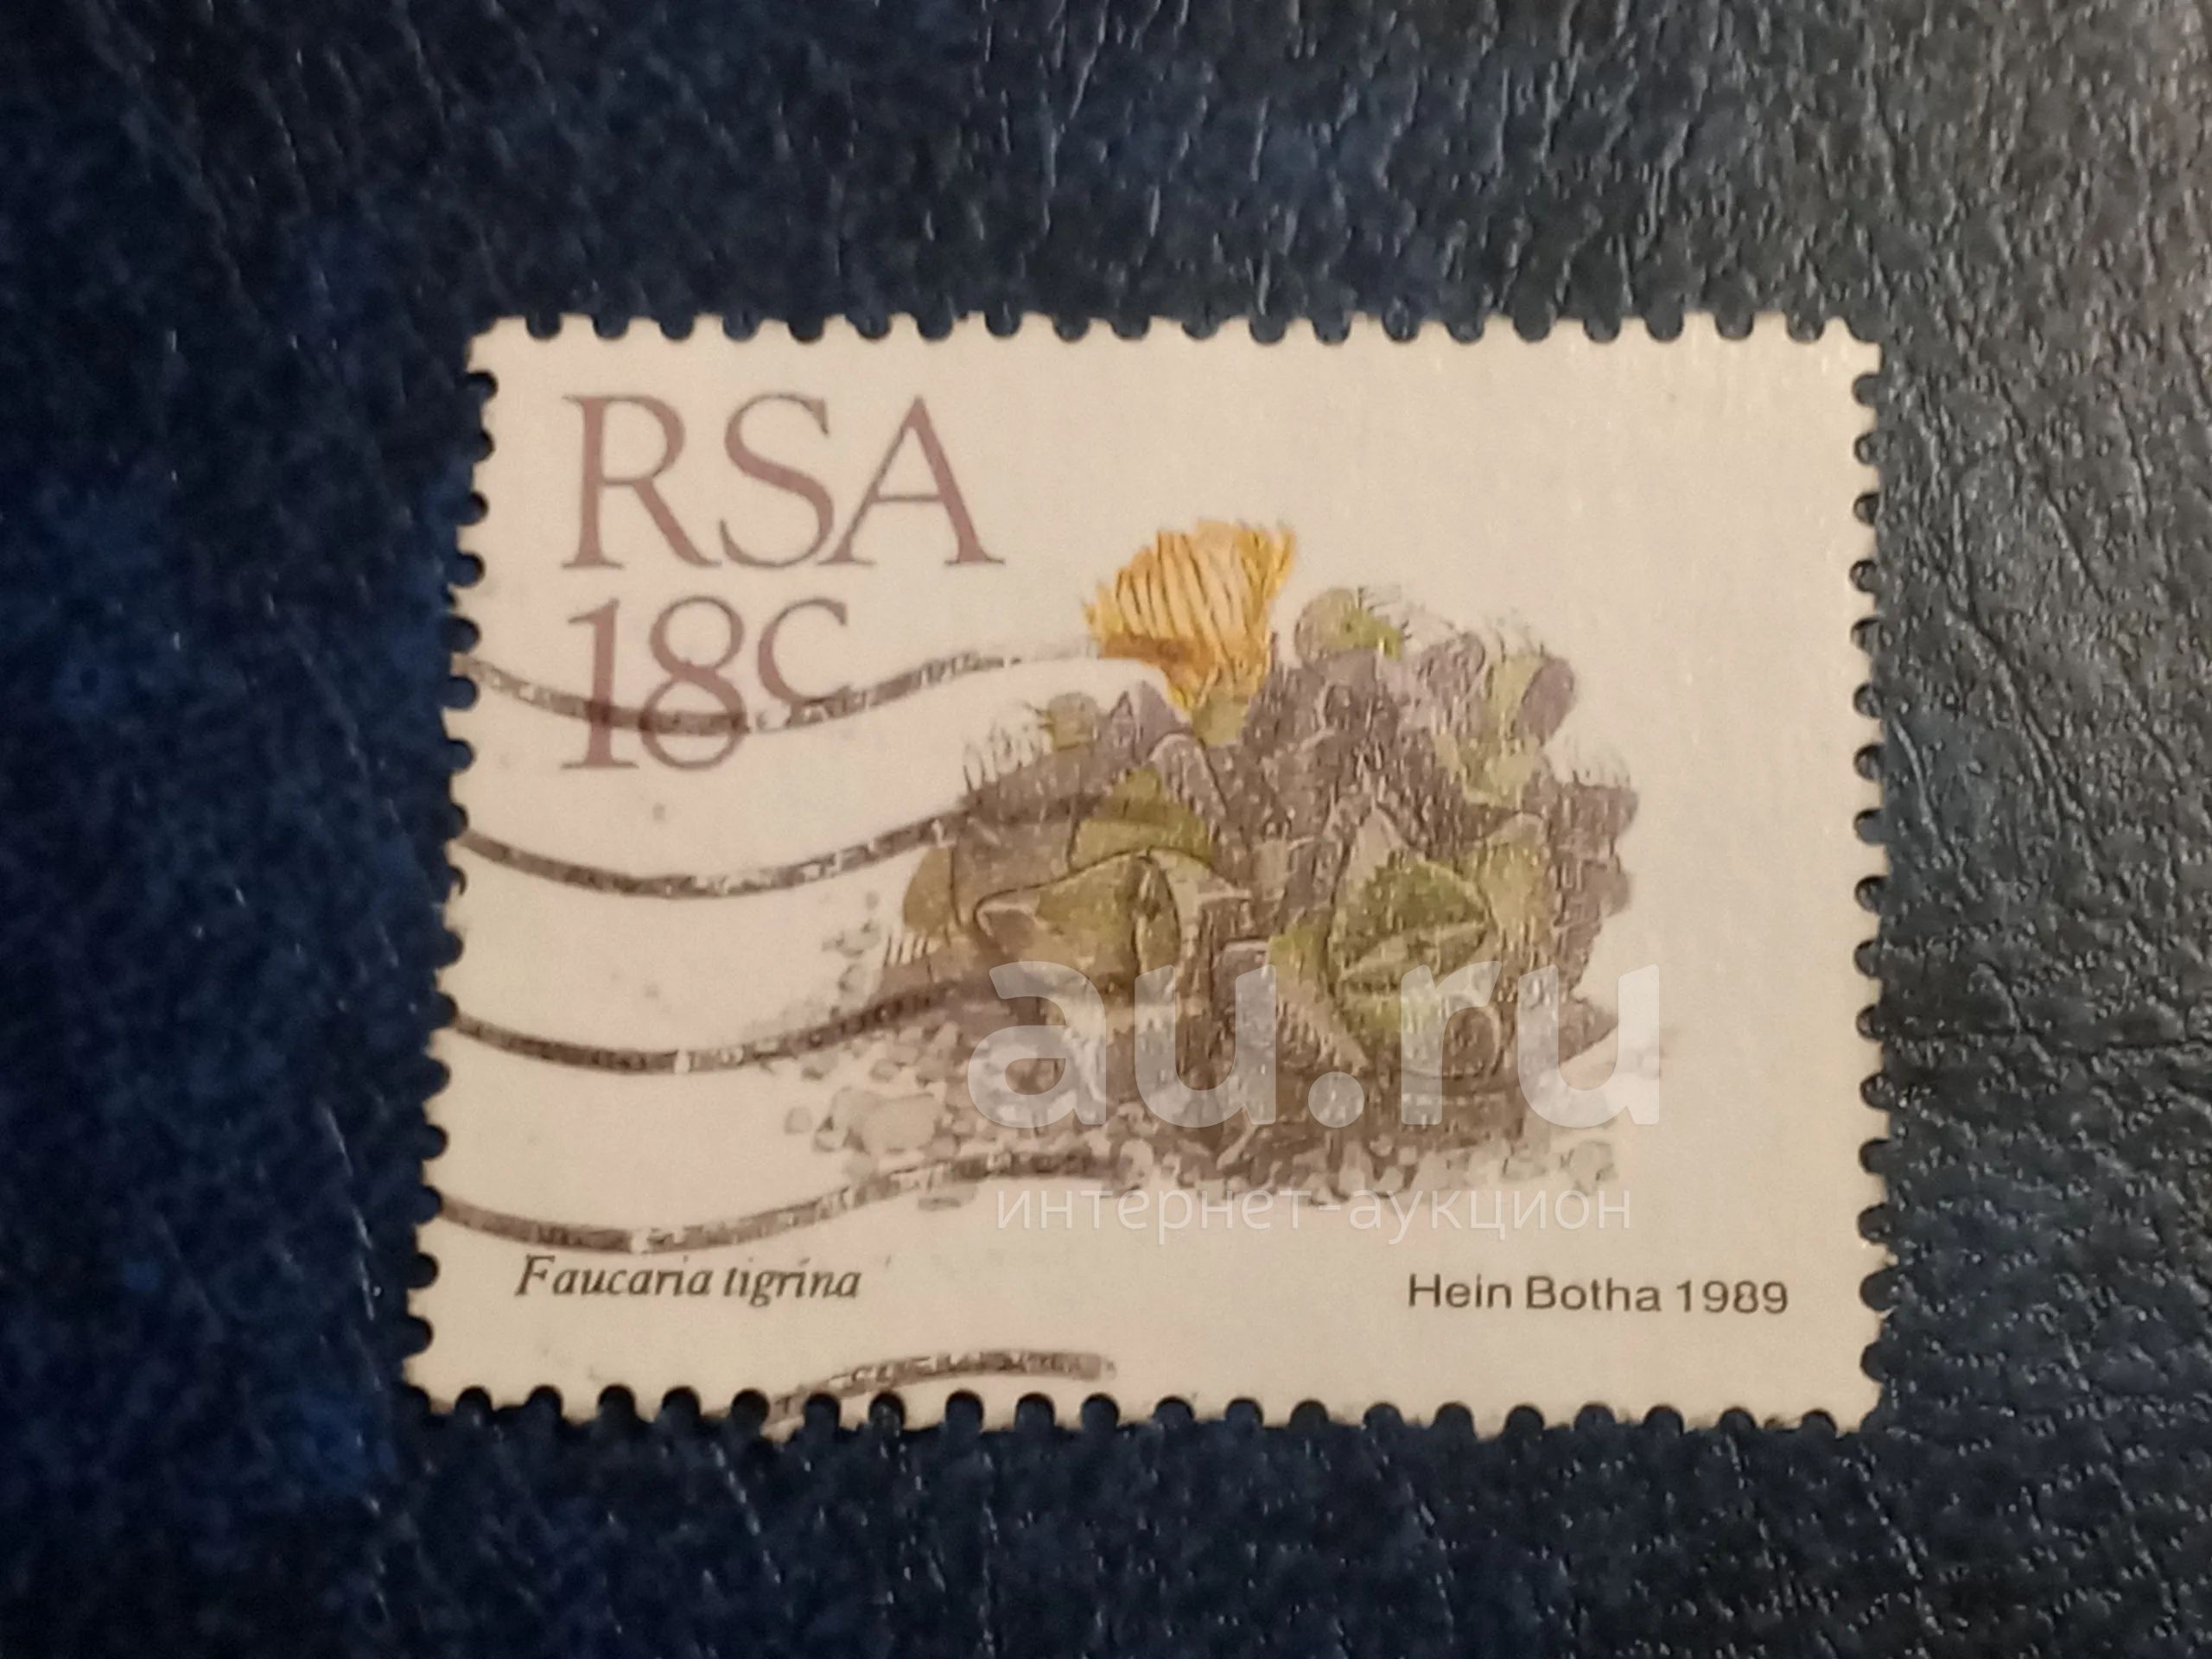 RSA
18c
au.ru
интернет-аукцион
Faucaria tigrina
Hein Botha 1989